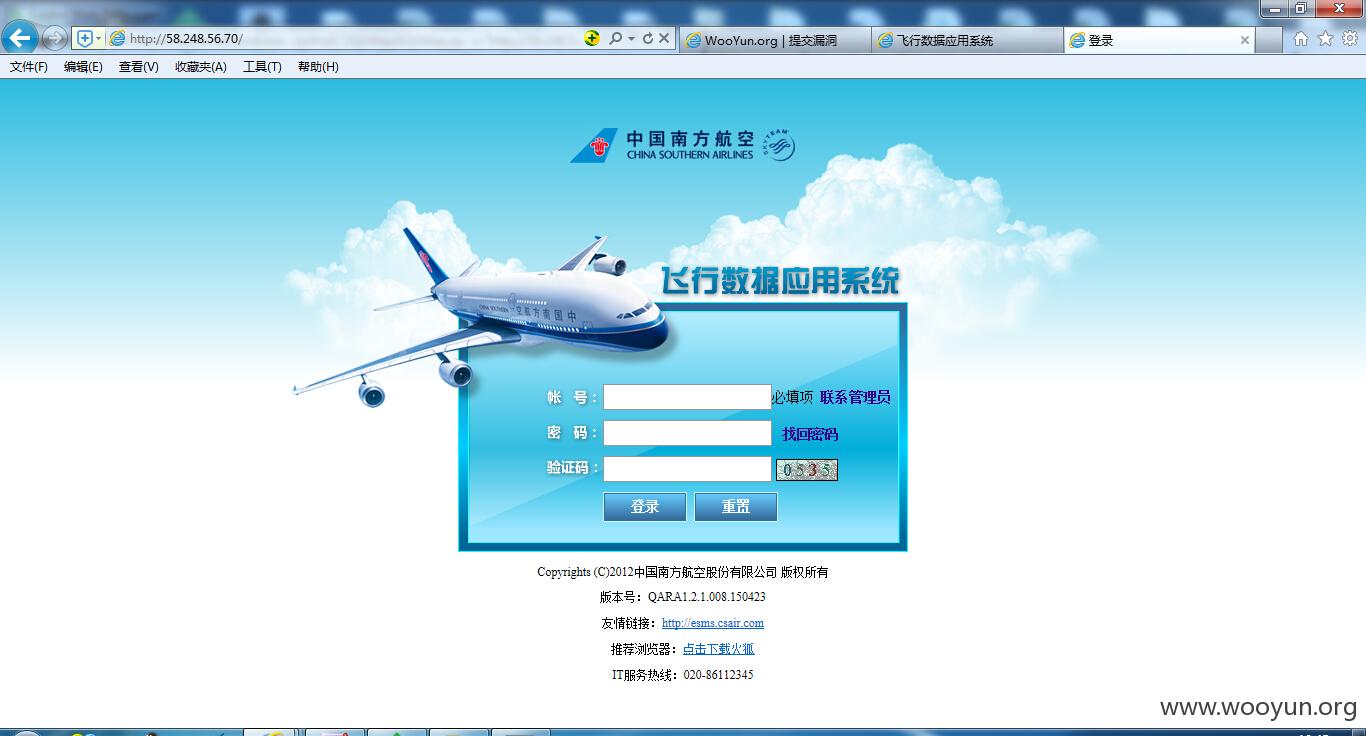 http://58.248.56.70/
WooYun.org | 提交漏洞
飞行数据应用系统
登录
文件(F) 编辑(E) 查看(V) 收藏夹(A) 工具(T) 帮助(H)
中国南方航空
CHINA SOUTHERN AIRLINES
SKYTEAM
飞行数据应用系统
CHINA SOUTHERN 空航方南国中
帐 号：
必填项 联系管理员
密 码：
找回密码
验证码：
0535
登录 重置
Copyrights (C)2012中国南方航空股份有限公司 版权所有
版本号：QARA1.2.1.008.150423
友情链接：http://esms.csair.com
推荐浏览器：点击下载火狐
IT服务热线：020-86112345
www.wooyun.org